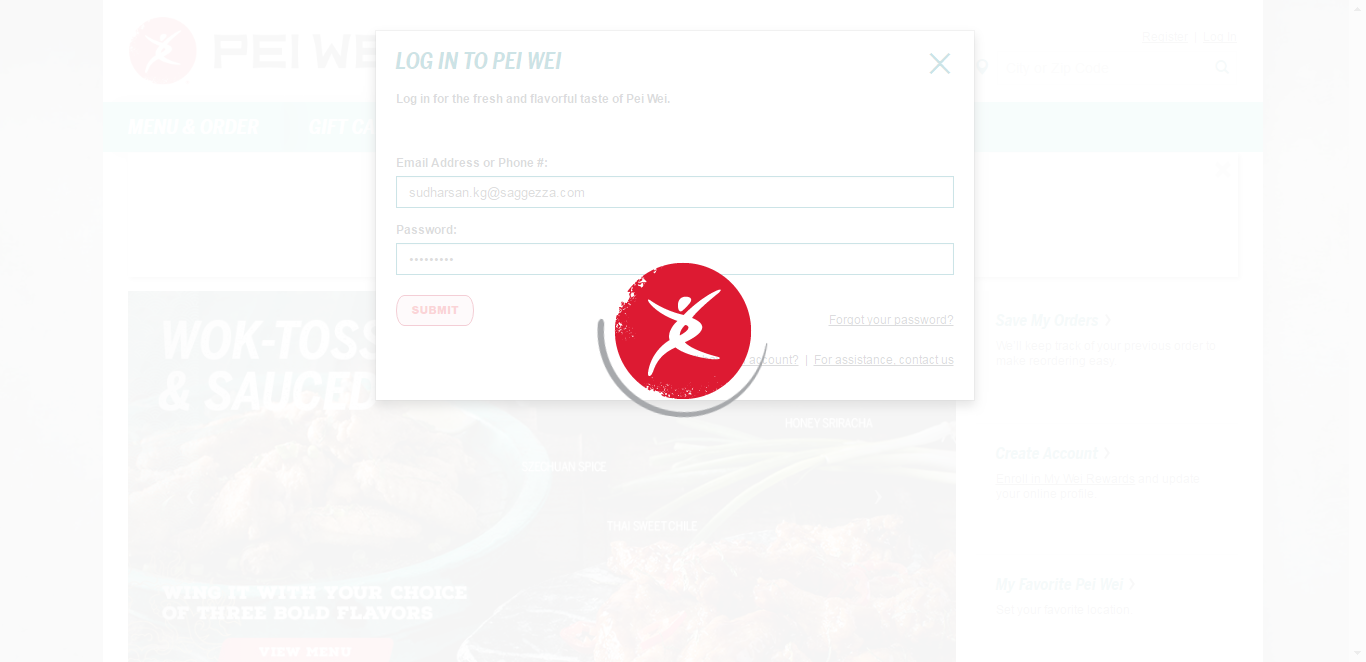 PEI WE
Register | Log In
LOG IN TO PEI WEI
Log in for the fresh and flavorful taste of Pei Wei.
MENU & ORDER
GIFT CA
Email Address or Phone #:
sudharsan.kg@saggezza.com
Password:
•••••••••
SUBMIT
Forgot your password?
account? | For assistance, contact us
WOK-TOSS
& SAUCED
HONEY SRIRACHA
SZECHUAN SPICE
THAI SWEET CHILE
WING IT WITH YOUR CHOICE
OF THREE BOLD FLAVORS
VIEW MENU
Save My Orders
We'll keep track of your previous order to
make reordering easy.
Create Account
Enroll in My Wei Rewards and update
your online profile.
My Favorite Pei Wei
Set your favorite location